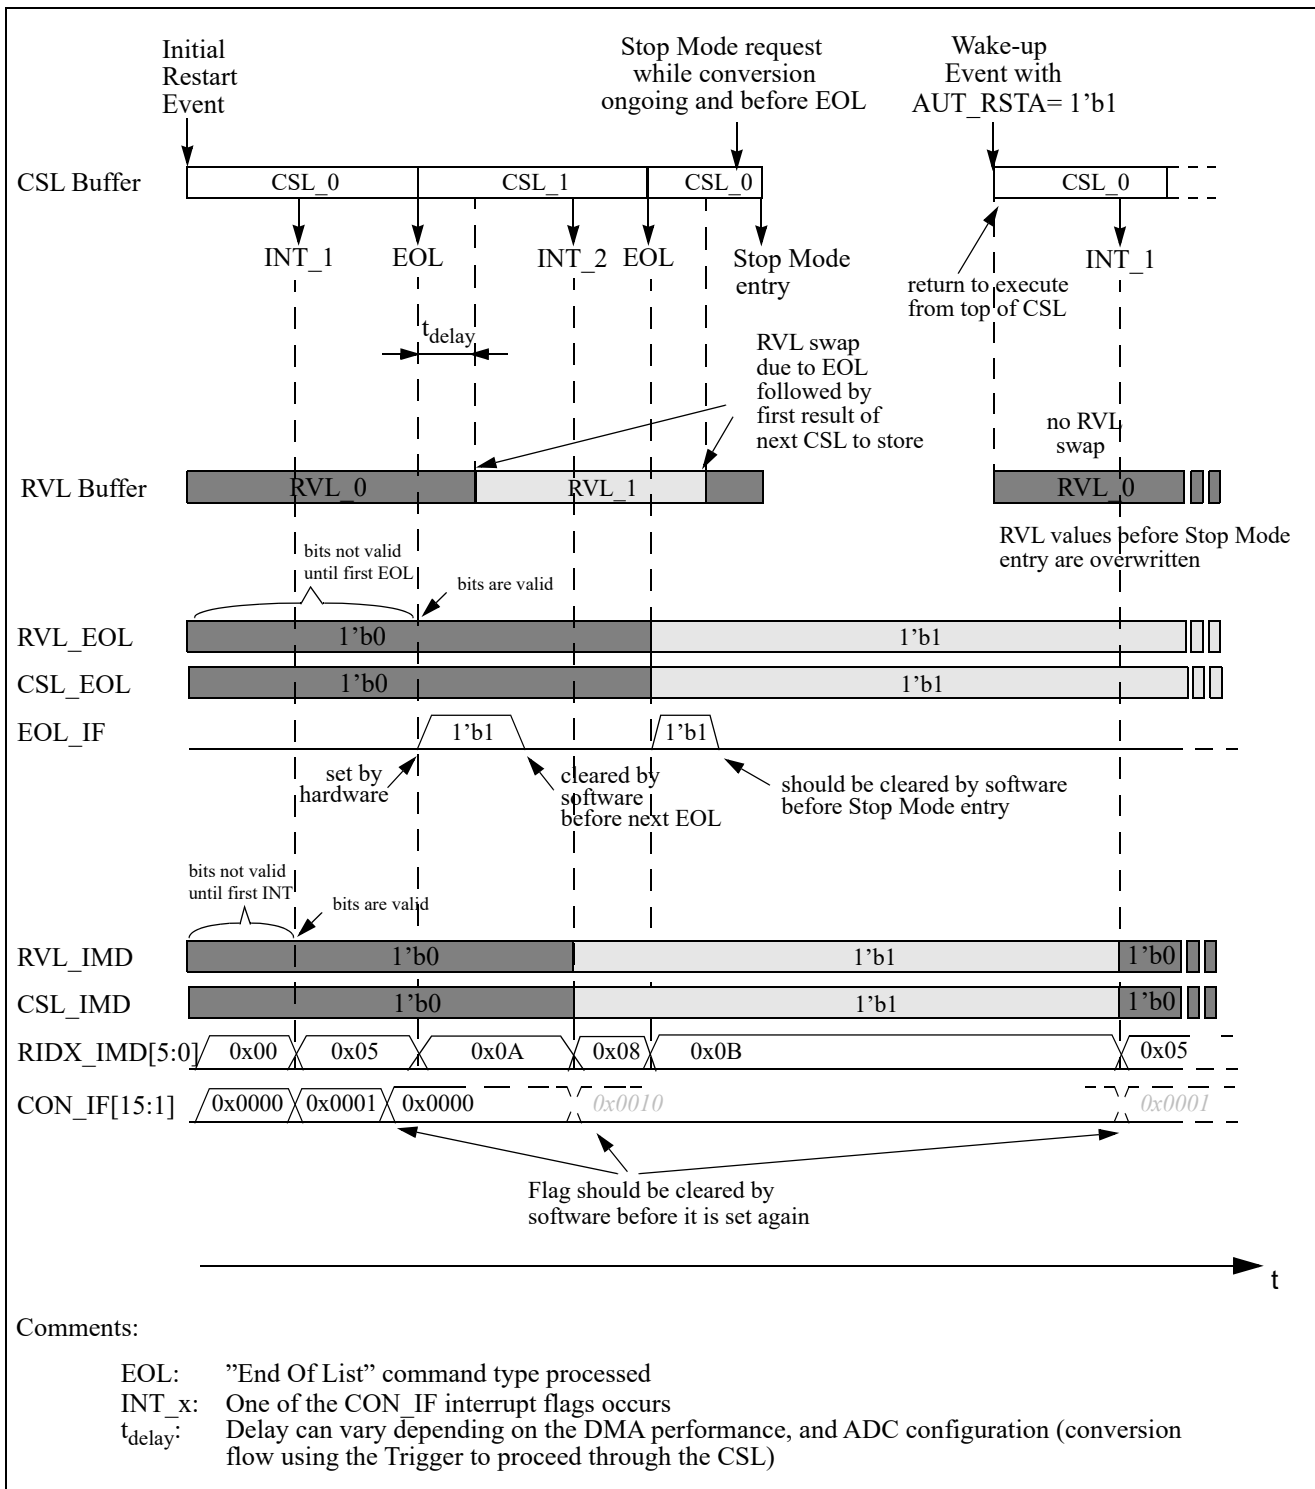 Initial
Restart
Event
Stop Mode request
while conversion
ongoing and before EOL
Wake-up
Event with
AUT_RSTA= 1’b1
CSL Buffer
CSL_0
CSL_1
CSL_0
CSL_0
INT_1
EOL
INT_2
EOL
Stop Mode
entry
INT_1
return to execute
from top of CSL
tdelay
RVL swap
due to EOL
followed by
first result of
next CSL to store
no RVL
swap
RVL Buffer
RVL_0
RVL_1
RVL_0
RVL values before Stop Mode
entry are overwritten
bits not valid
until first EOL
bits are valid
RVL_EOL
1’b0
1’b1
CSL_EOL
1’b0
1’b1
EOL_IF
1’b1
1’b1
set by
hardware
cleared by
software
before next EOL
should be cleared by software
before Stop Mode entry
bits not valid
until first INT
bits are valid
RVL_IMD
1’b0
1’b1
1’b0
CSL_IMD
1’b0
1’b1
1’b0
RIDX_IMD[5:0]
0x00
0x05
0x0A
0x08
0x0B
0x05
CON_IF[15:1]
0x0000
0x0001
0x0000
0x0010
0x0001
Flag should be cleared by
software before it is set again
t
Comments:
EOL: ”End Of List” command type processed
INT_x: One of the CON_IF interrupt flags occurs
tdelay: Delay can vary depending on the DMA performance, and ADC configuration (conversion
flow using the Trigger to proceed through the CSL)